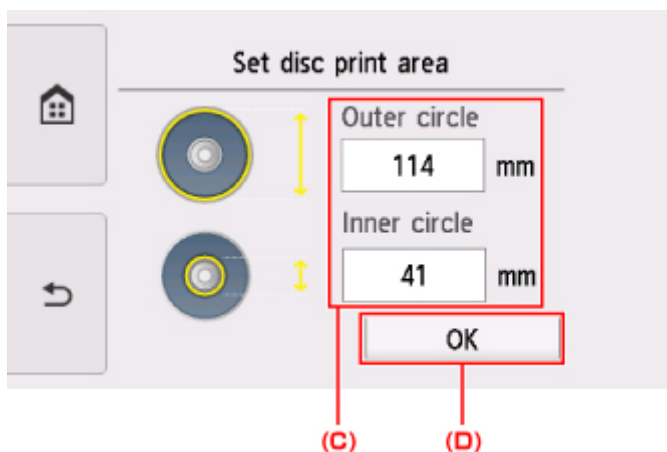 Set disc print area
Outer circle
114 mm
Inner circle
41 mm
OK
(C) (D)